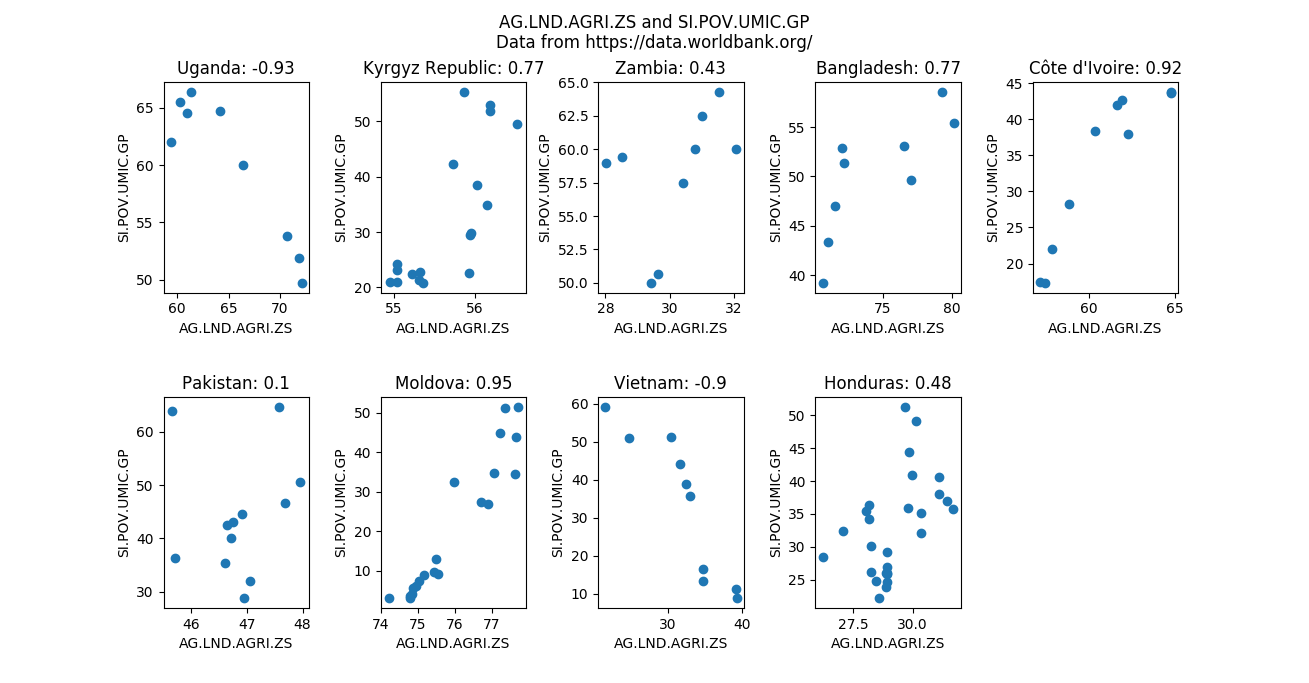 AG.LND.AGRI.ZS and SI.POV.UMIC.GP
Data from https://data.worldbank.org/
Uganda: -0.93
65
60
55
50
SI.POV.UMIC.GP
60 65 70
AG.LND.AGRI.ZS
Kyrgyz Republic: 0.77
50
40
30
20
SI.POV.UMIC.GP
55 56
AG.LND.AGRI.ZS
Zambia: 0.43
65.0
62.5
60.0
57.5
55.0
52.5
50.0
SI.POV.UMIC.GP
28 30 32
AG.LND.AGRI.ZS
Bangladesh: 0.77
55
50
45
40
SI.POV.UMIC.GP
75 80
AG.LND.AGRI.ZS
Côte d'Ivoire: 0.92
45
40
35
30
25
20
SI.POV.UMIC.GP
60 65
AG.LND.AGRI.ZS
Pakistan: 0.1
60
50
40
30
SI.POV.UMIC.GP
46 47 48
AG.LND.AGRI.ZS
Moldova: 0.95
50
40
30
20
10
SI.POV.UMIC.GP
74 75 76 77
AG.LND.AGRI.ZS
Vietnam: -0.9
60
50
40
30
20
10
SI.POV.UMIC.GP
30 40
AG.LND.AGRI.ZS
Honduras: 0.48
50
45
40
35
30
25
SI.POV.UMIC.GP
27.5 30.0
AG.LND.AGRI.ZS